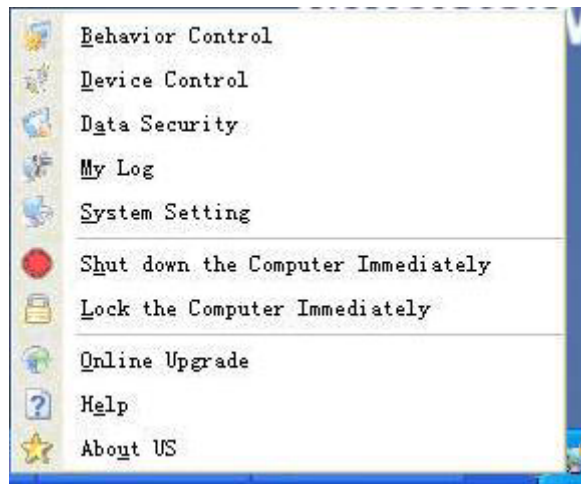 Behavior Control
Device Control
Data Security
My Log
System Setting
Shut down the Computer Immediately
Lock the Computer Immediately
Online Upgrade
Help
About US